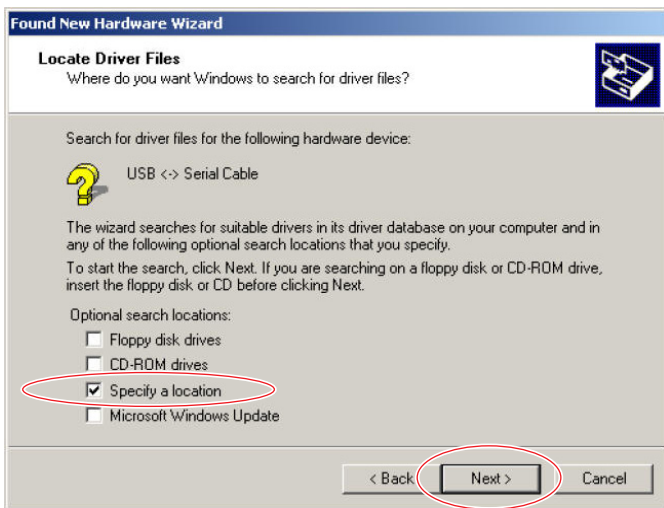 Found New Hardware Wizard
Locate Driver Files
Where do you want Windows to search for driver files?
Search for driver files for the following hardware device:
USB <-> Serial Cable
The wizard searches for suitable drivers in its driver database on your computer and in
any of the following optional search locations that you specify.
To start the search, click Next. If you are searching on a floppy disk or CD-ROM drive,
insert the floppy disk or CD before clicking Next.
Optional search locations:
Floppy disk drives
CD-ROM drives
Specify a location
Microsoft Windows Update
< Back Next > Cancel